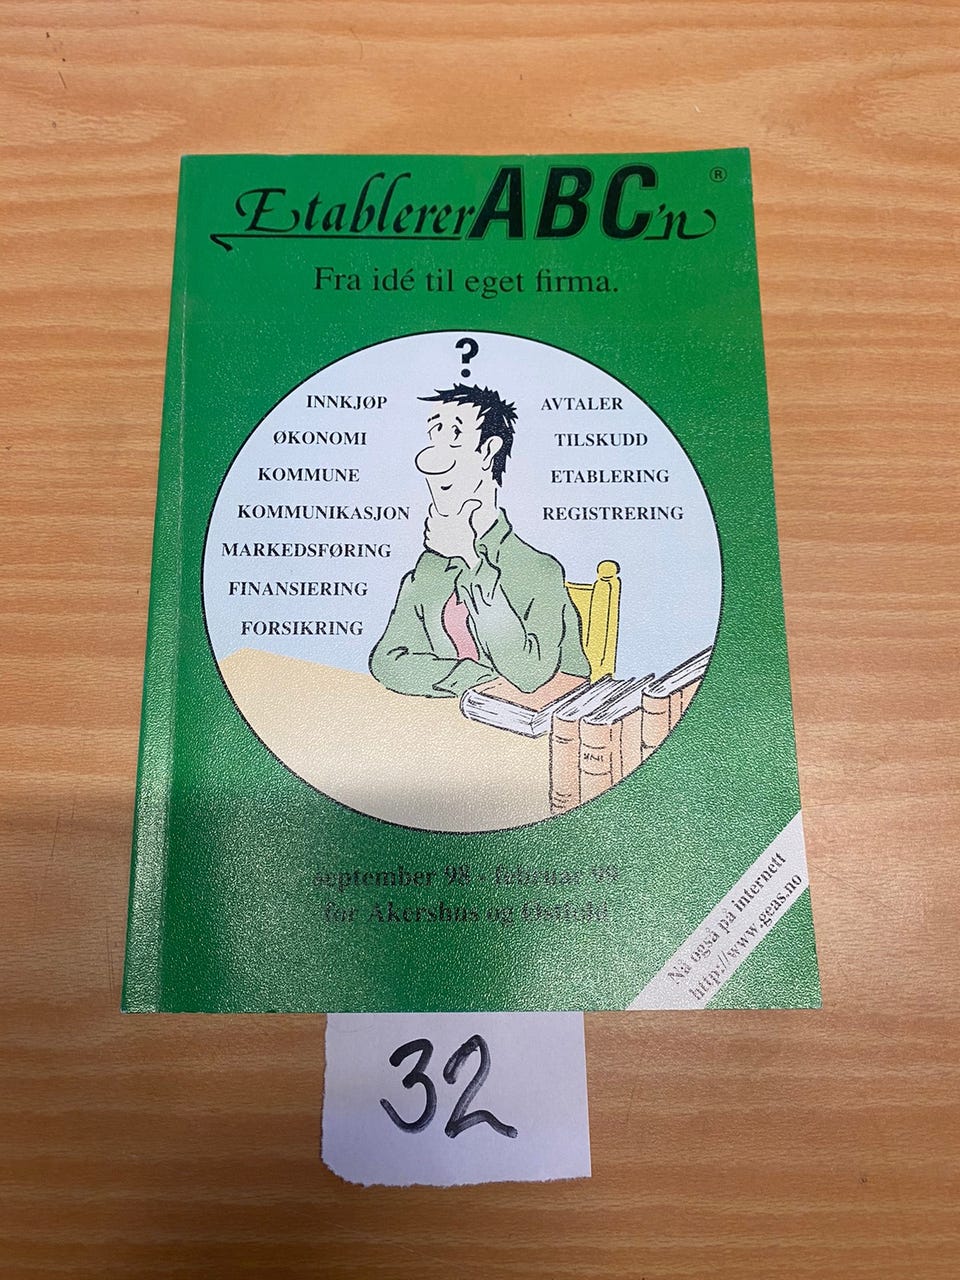 EtablererABC'n ®
Fra idé til eget firma.
?
INNKJØP
ØKONOMI
KOMMUNE
KOMMUNIKASJON
MARKEDSFØRING
FINANSIERING
FORSIKRING
AVTALER
TILSKUDD
ETABLERING
REGISTRERING
september 98 - februar 99
for Akershus og Østfold
Nå også på internett
http://www.geas.no
32